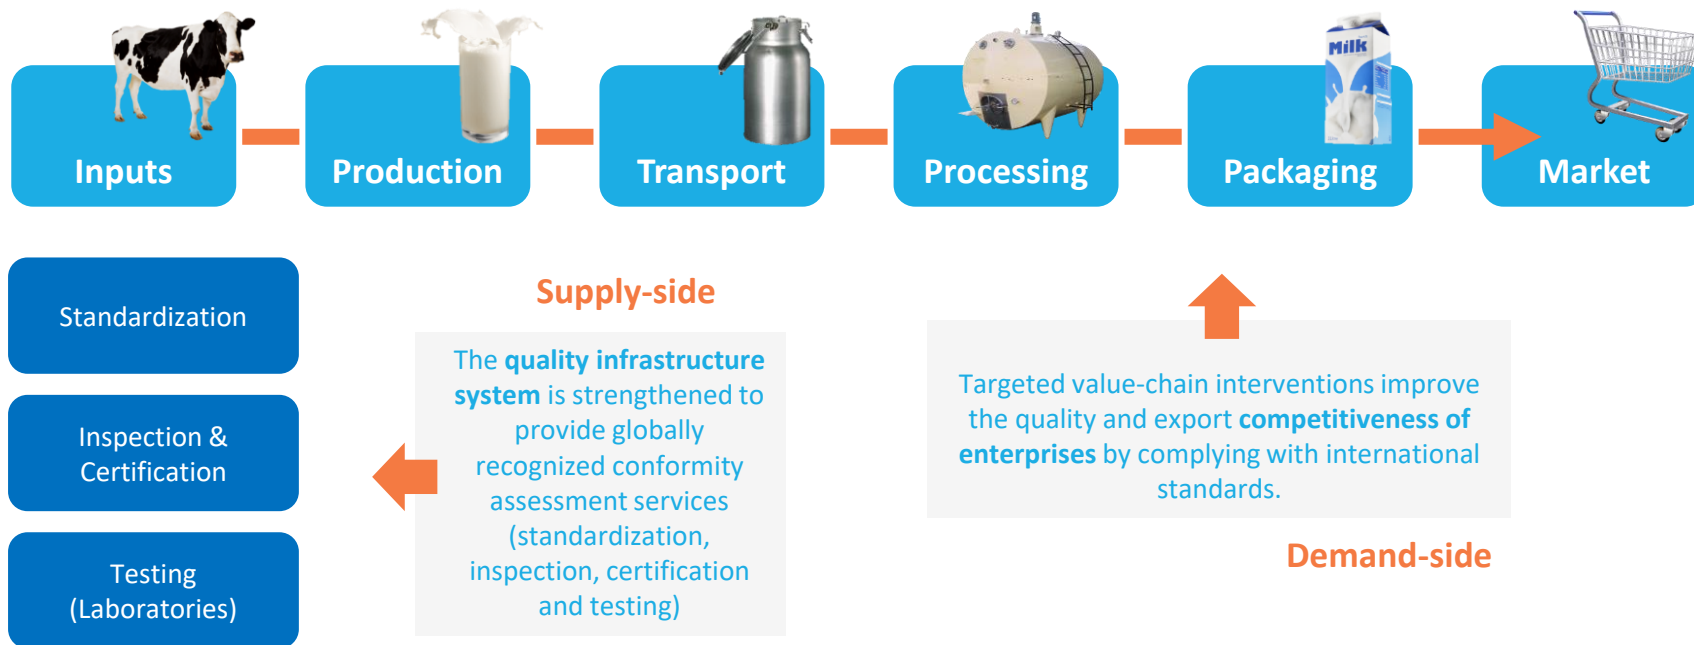 Milk
Inputs
Production
Transport
Processing
Packaging
Market
Standardization
Inspection &
Certification
Testing
(Laboratories)
Supply-side
The quality infrastructure
system is strengthened to
provide globally
recognized conformity
assessment services
(standardization,
inspection, certification
and testing)
Targeted value-chain interventions improve
the quality and export competitiveness of
enterprises by complying with international
standards.
Demand-side